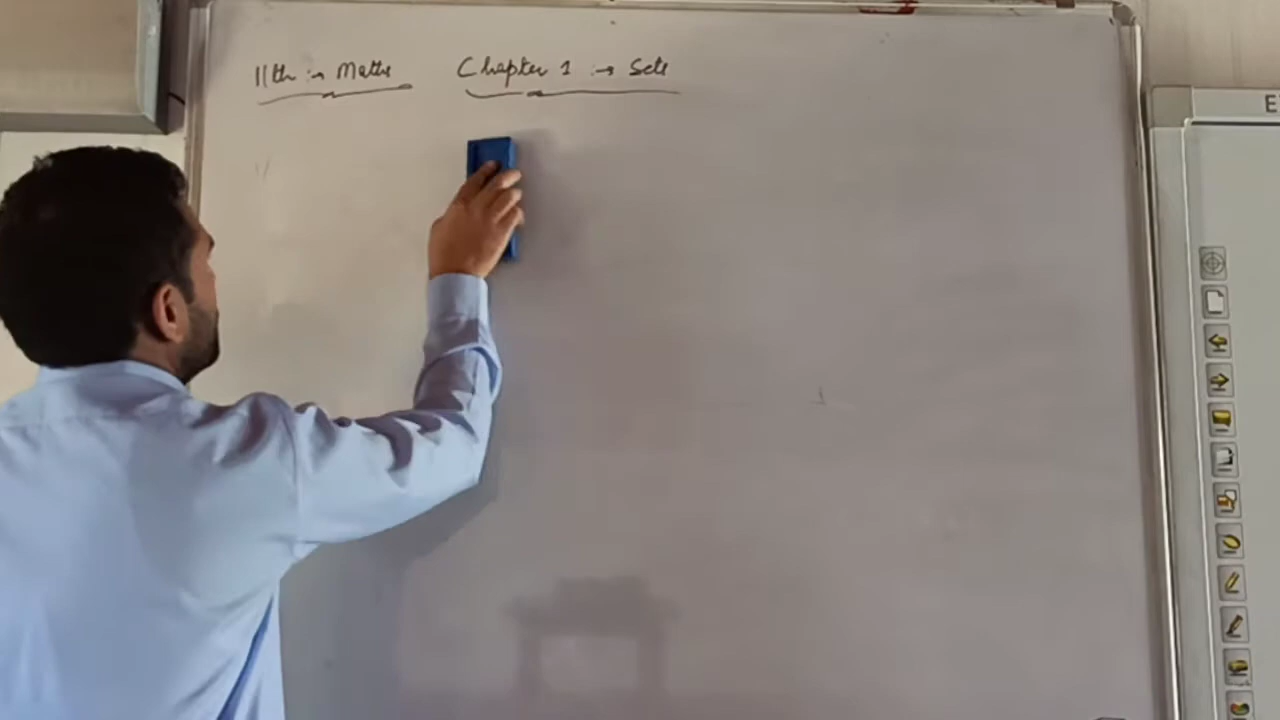 11th :→ Maths Chapter 1 :→ Sets
E